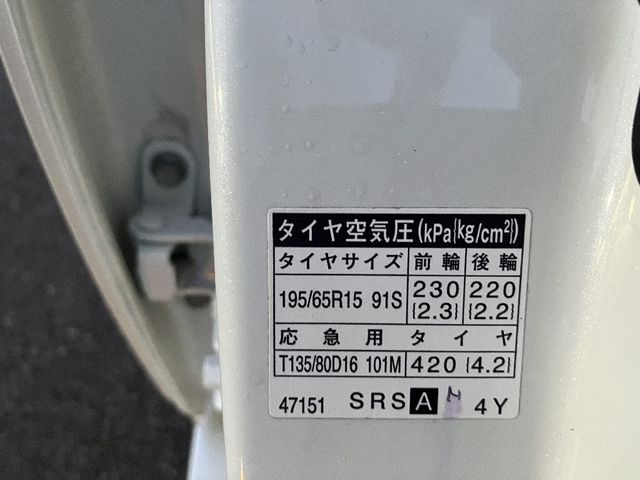 タイヤ空気圧(kPa{kg/cm²})
タイヤサイズ 前輪 後輪
195/65R15 91S 230 {2.3} 220 {2.2}
応急用タイヤ
T135/80D16 101M 420 {4.2}
47151 SRS A 4Y